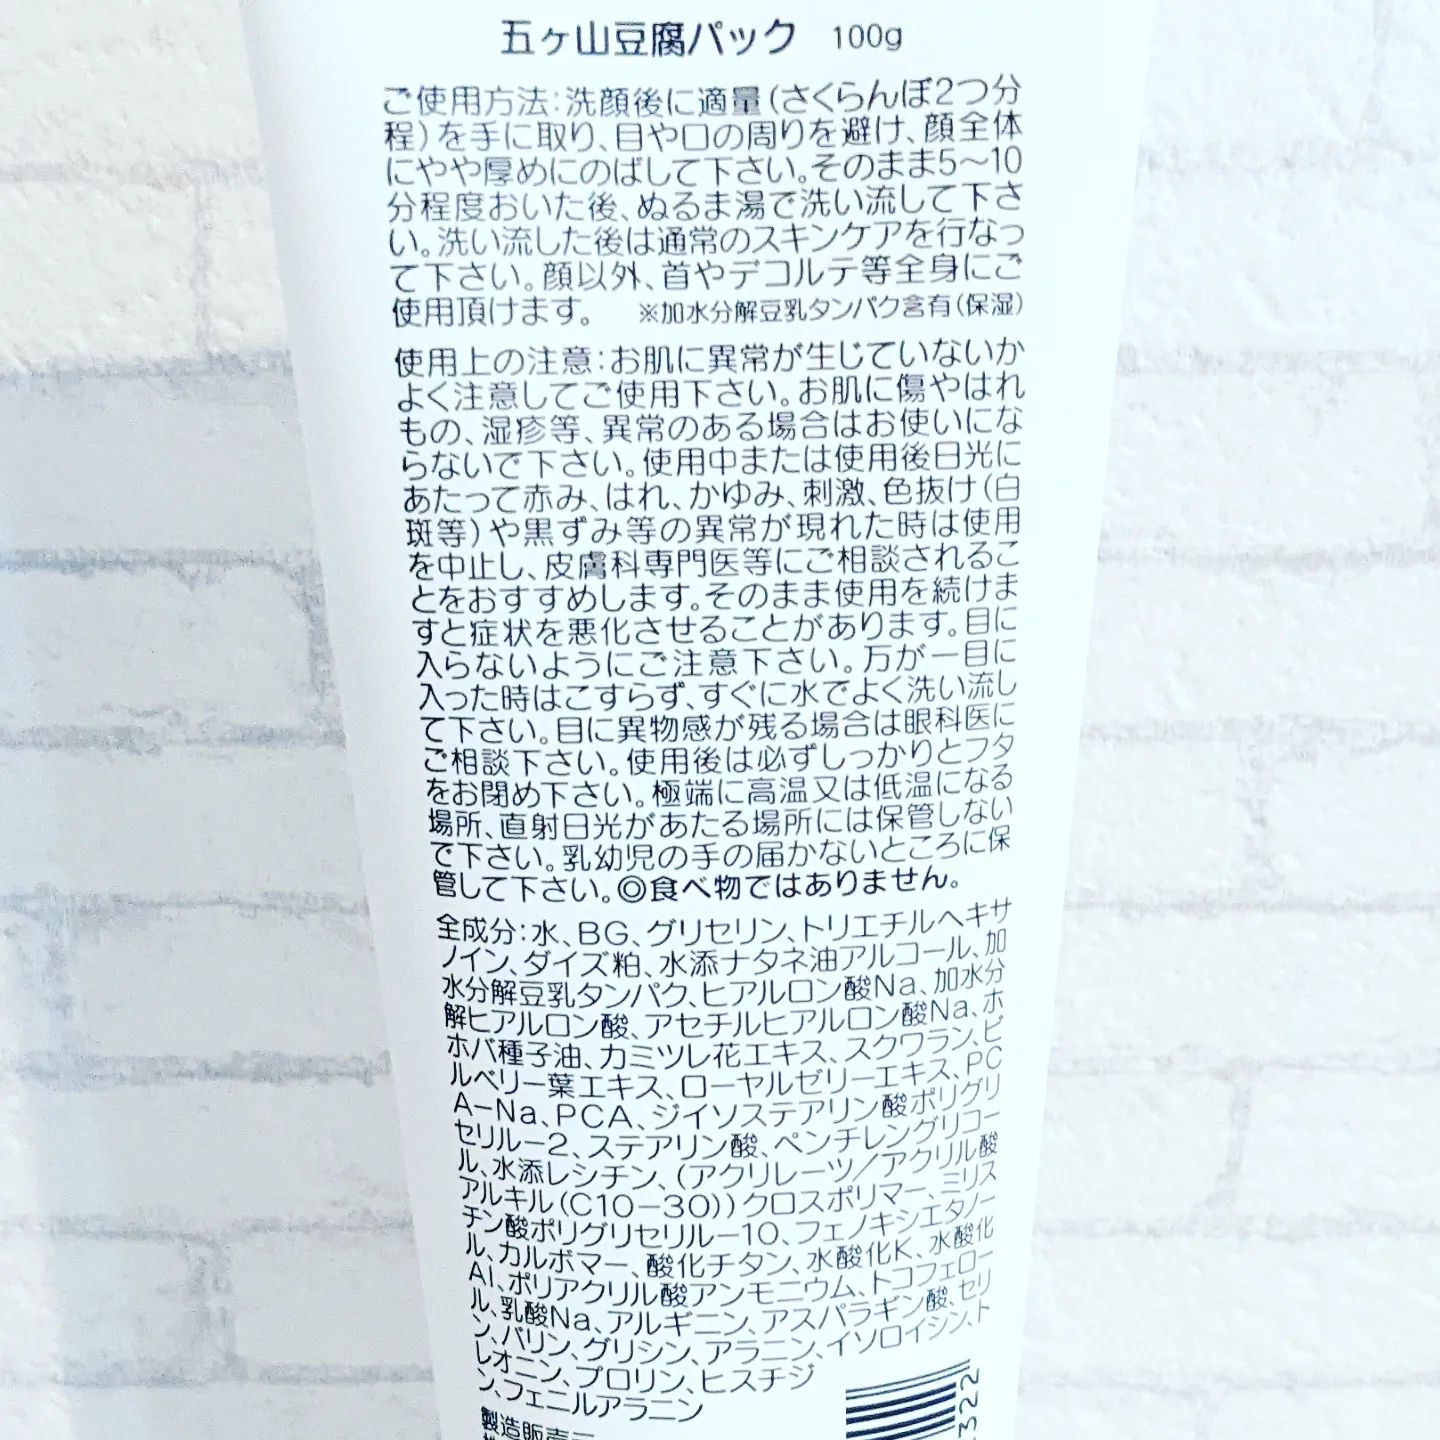 五ヶ山豆腐パック 100g
ご使用方法:洗顔後に適量(さくらんぼ2つ分
程)を手に取り、目や口の周りを避け、顔全体
にやや厚めにのばして下さい。そのまま5〜10
分程度おいた後、ぬるま湯で洗い流して下さ
い。洗い流した後は通常のスキンケアを行なっ
て下さい。顔以外、首やデコルテ等全身にご
使用頂けます。 ※加水分解豆乳タンパク含有(保湿)
使用上の注意:お肌に異常が生じていないか
よく注意してご使用下さい。お肌に傷やはれ
もの、湿疹等、異常のある場合はお使いにな
らないで下さい。使用中または使用後日光に
あたって赤み、はれ、かゆみ、刺激、色抜け(白
斑等)や黒ずみ等の異常が現れた時は使用
を中止し、皮膚科専門医等にご相談されるこ
とをおすすめします。そのまま使用を続けま
すと症状を悪化させることがあります。目に
入らないようにご注意下さい。万が一目に
入った時はこすらず、すぐに水でよく洗い流し
て下さい。目に異物感が残る場合は眼科医に
ご相談下さい。使用後は必ずしっかりとフタ
をお閉め下さい。極端に高温又は低温になる
場所、直射日光があたる場所には保管しない
で下さい。乳幼児の手の届かないところに保
管して下さい。◎食べ物ではありません。
全成分:水、BG、グリセリン、トリエチルヘキサ
ノイン、ダイズ粕、水添ナタネ油アルコール、加
水分解豆乳タンパク、ヒアルロン酸Na、加水分
解ヒアルロン酸、アセチルヒアルロン酸Na、ホ
ホバ種子油、カミツレ花エキス、スクワラン、ビ
ルベリー葉エキス、ローヤルゼリーエキス、PC
A-Na、PCA、ジイソステアリン酸ポリグリ
セリル-2、ステアリン酸、ペンチレングリコー
ル、水添レシチン、(アクリレーツ/アクリル酸
アルキル(C10-30))クロスポリマー、ミリス
チン酸ポリグリセリル-10、フェノキシエタノー
ル、カルボマー、酸化チタン、水酸化K、水酸化
Al、ポリアクリル酸アンモニウム、トコフェロー
ル、乳酸Na、アルギニン、アスパラギン酸、セリ
ン、バリン、グリシン、アラニン、イソロイシン、ト
レオニン、プロリン、ヒスチジ
ン、フェニルアラニン
製造販売元
322